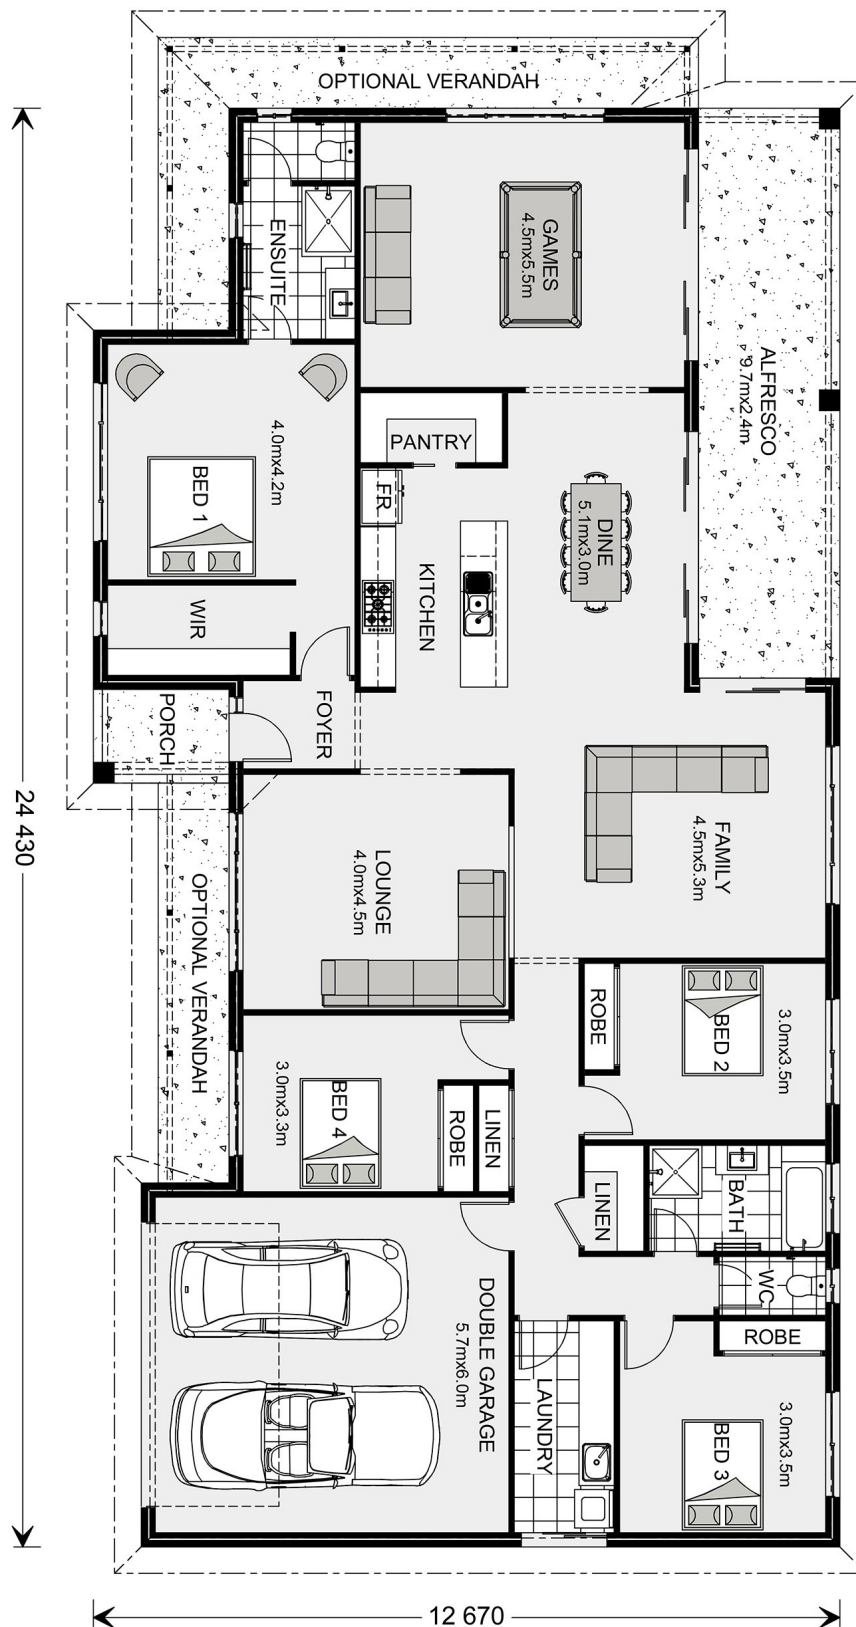 OPTIONAL VERANDAH
ENSUITE
GAMES
4.5mx5.5m
ALFRESCO
9.7mx2.4m
PANTRY
BED 1
4.0mx4.2m
FR
DINE
5.1mx3.0m
KITCHEN
WIR
PORCH
FOYER
24 430
LOUNGE
4.0mx4.5m
FAMILY
4.5mx5.3m
OPTIONAL VERANDAH
ROBE
BED 2
3.0mx3.5m
BED 4
3.0mx3.3m
ROBE
LINEN
LINEN
BATH
WC
DOUBLE GARAGE
5.7mx6.0m
ROBE
LAUNDRY
BED 3
3.0mx3.5m
12 670